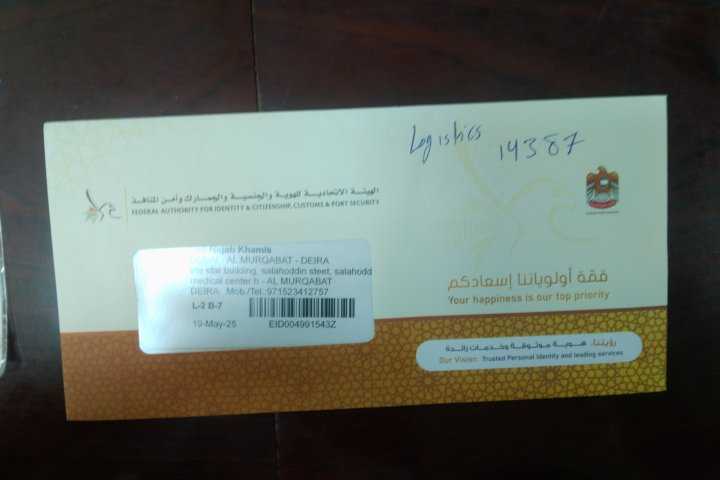 Logistics 14387
الهيئة الاتحادية للهوية والجنسية والجمارك وأمن المنافذ
FEDERAL AUTHORITY FOR IDENTITY & CITIZENSHIP, CUSTOMS & PORT SECURITY
Khamis
AL MURQABAT - DEIRA
star building, salahoddin steet, salahodd
medical center b - AL MURQABAT
DEIRA Mob./Tel.:971523412757
L-2 B-7
19-May-25 EID004991543Z
أولوياتنا إسعادكم
Your happiness is our top priority
رؤيتنا: هـوية موثـوقة وخدمات رائدة
Our Vision: Trusted Personal Identity and leading services